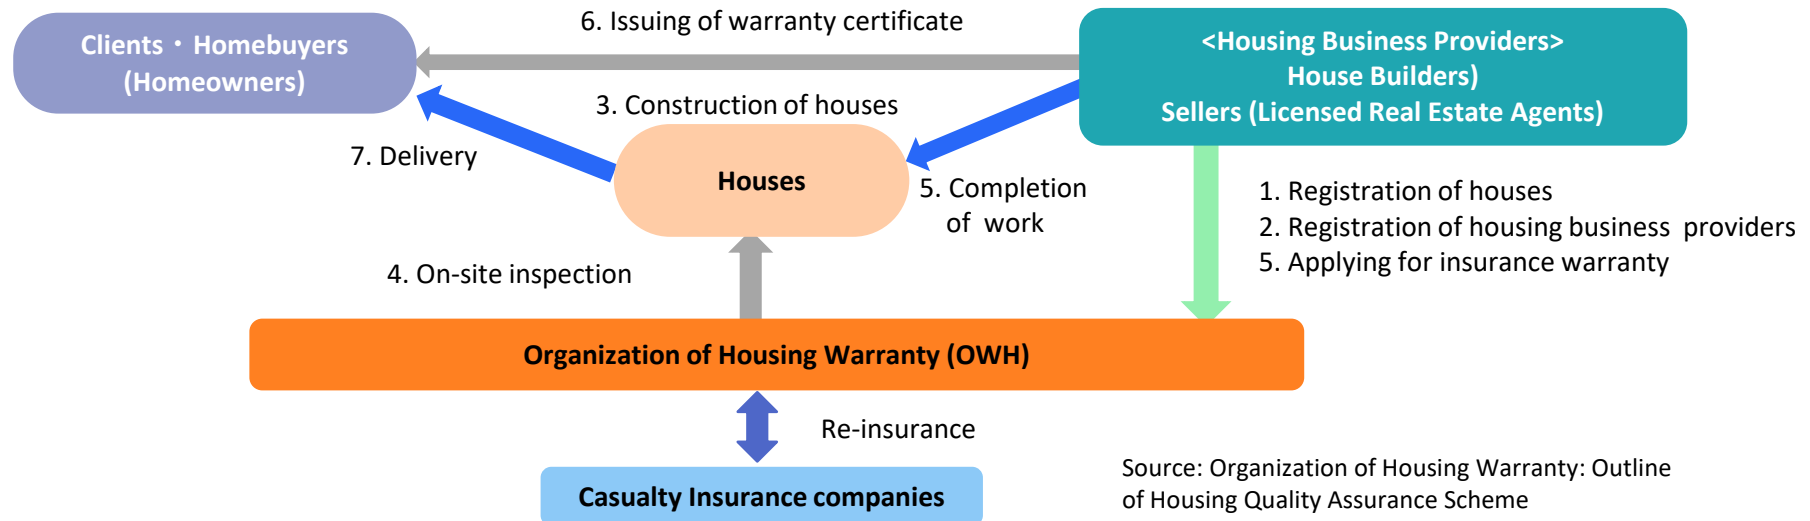 6. Issuing of warranty certificate
Clients・Homebuyers
(Homeowners)
<Housing Business Providers>
House Builders)
Sellers (Licensed Real Estate Agents)
3. Construction of houses
7. Delivery
Houses
5. Completion
of work
1. Registration of houses
2. Registration of housing business providers
5. Applying for insurance warranty
4. On-site inspection
Organization of Housing Warranty (OWH)
Re-insurance
Casualty Insurance companies
Source: Organization of Housing Warranty: Outline
of Housing Quality Assurance Scheme